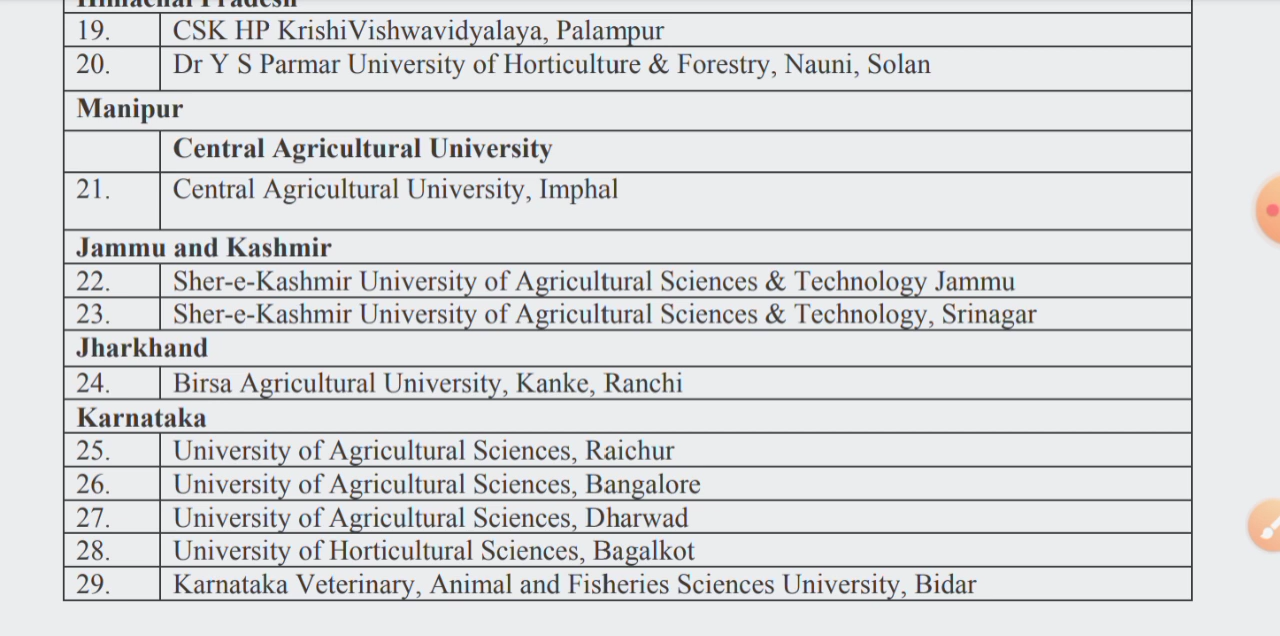 Himachal Pradesh
19. CSK HP KrishiVishwavidyalaya, Palampur
20. Dr Y S Parmar University of Horticulture & Forestry, Nauni, Solan
Manipur
Central Agricultural University
21. Central Agricultural University, Imphal
Jammu and Kashmir
22. Sher-e-Kashmir University of Agricultural Sciences & Technology Jammu
23. Sher-e-Kashmir University of Agricultural Sciences & Technology, Srinagar
Jharkhand
24. Birsa Agricultural University, Kanke, Ranchi
Karnataka
25. University of Agricultural Sciences, Raichur
26. University of Agricultural Sciences, Bangalore
27. University of Agricultural Sciences, Dharwad
28. University of Horticultural Sciences, Bagalkot
29. Karnataka Veterinary, Animal and Fisheries Sciences University, Bidar